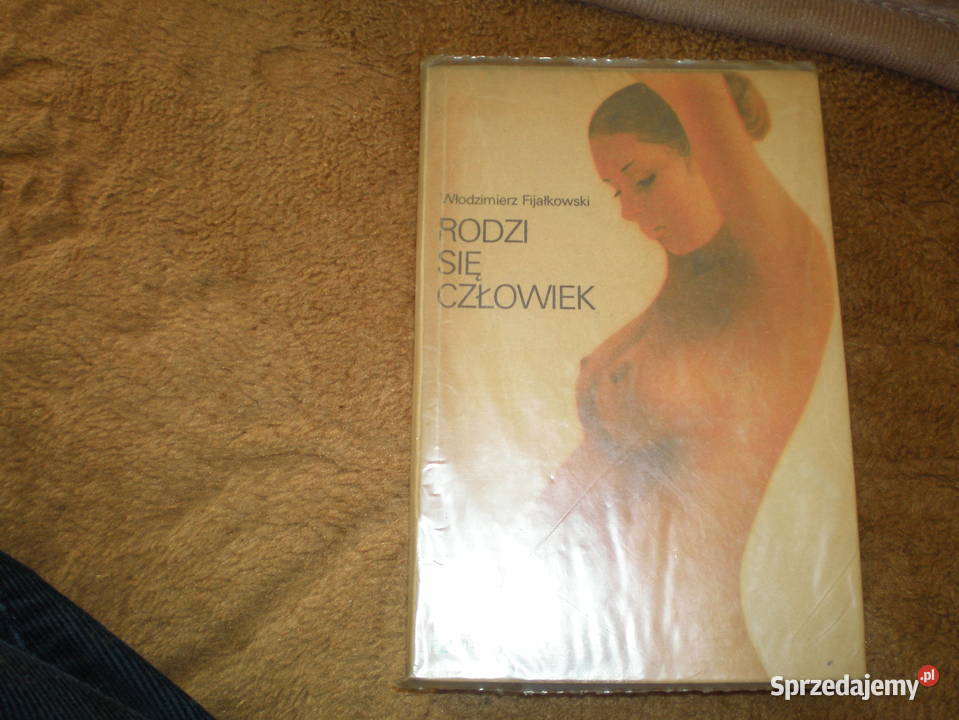 Włodzimierz Fijałkowski
RODZI
SIĘ
CZŁOWIEK
Sprzedajemy.pl